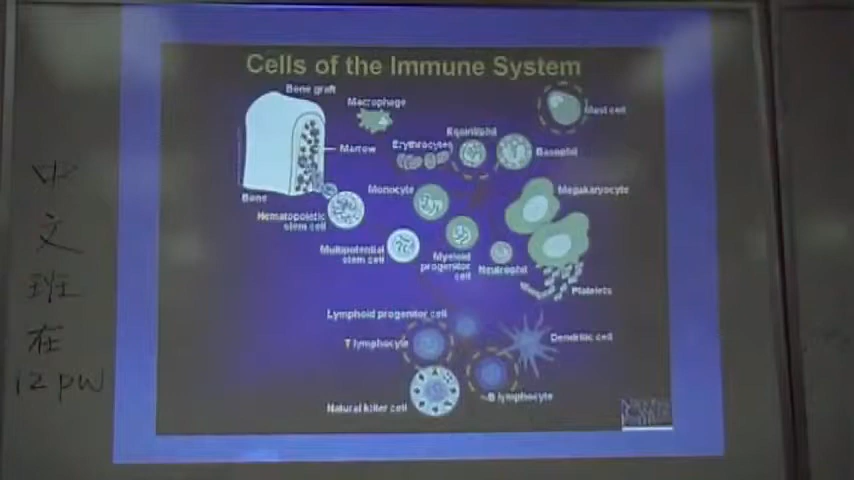 Cells of the Immune System
Bone graft
Macrophage
Mast cell
Eosinophil
Erythrocytes
Marrow
Basophil
Bone
Monocyte
Megakaryocyte
Hematopoietic
stem cell
Multipotential
stem cell
Myeloid
progenitor
cell
Neutrophil
Platelets
Lymphoid progenitor cell
T lymphocyte
Dendritic cell
B lymphocyte
Natural killer cell
中
文
班
在